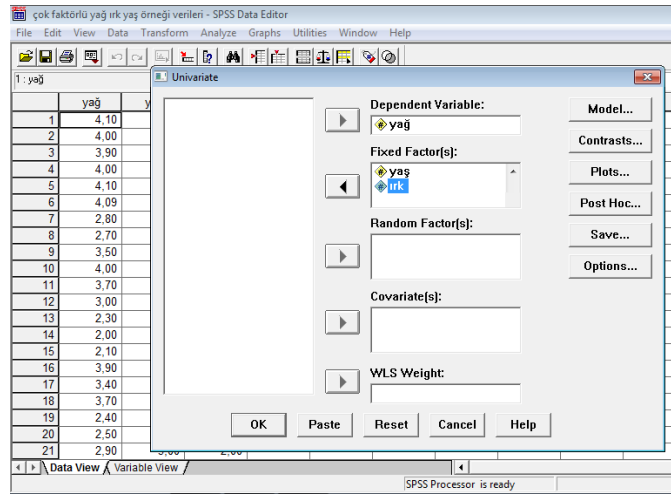 çok faktörlü yağ ırk yaş örneği verileri - SPSS Data Editor
File Edit View Data Transform Analyze Graphs Utilities Window Help
1 : yağ
Univariate
yağ
y
1 4,10
2 4,00
3 3,90
4 4,00
5 4,10
6 4,09
7 2,80
8 2,70
9 3,50
10 4,00
11 3,70
12 3,00
13 2,30
14 2,00
15 2,10
16 3,90
17 3,40
18 3,70
19 2,40
20 2,50
21 2,90 3,00 2,00
Dependent Variable:
yağ
Fixed Factor(s):
yaş
ırk
Random Factor(s):
Covariate(s):
WLS Weight:
Model...
Contrasts...
Plots...
Post Hoc...
Save...
Options...
OK Paste Reset Cancel Help
Data View Variable View
SPSS Processor is ready